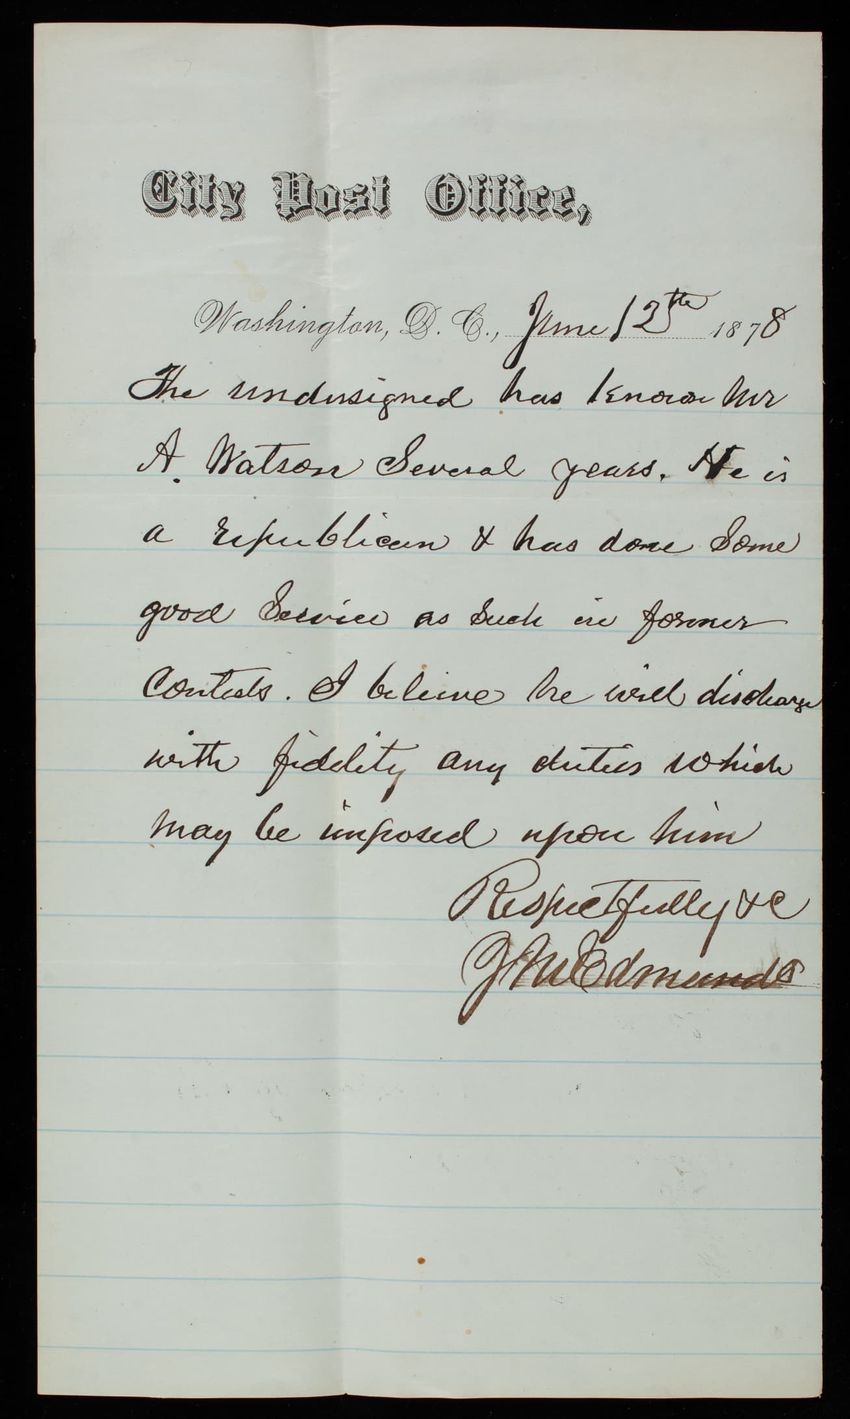 City Post Office,
Washington, D. C., June 12th 1878
The undersigned has known Mr
A. Watson Several years. He is
a republican & has done Some
good Service as Such in former
Contests. I believe he will discharge
with fidelity any duties which
may be imposed upon him
Respectfully &c
J M Edmunds